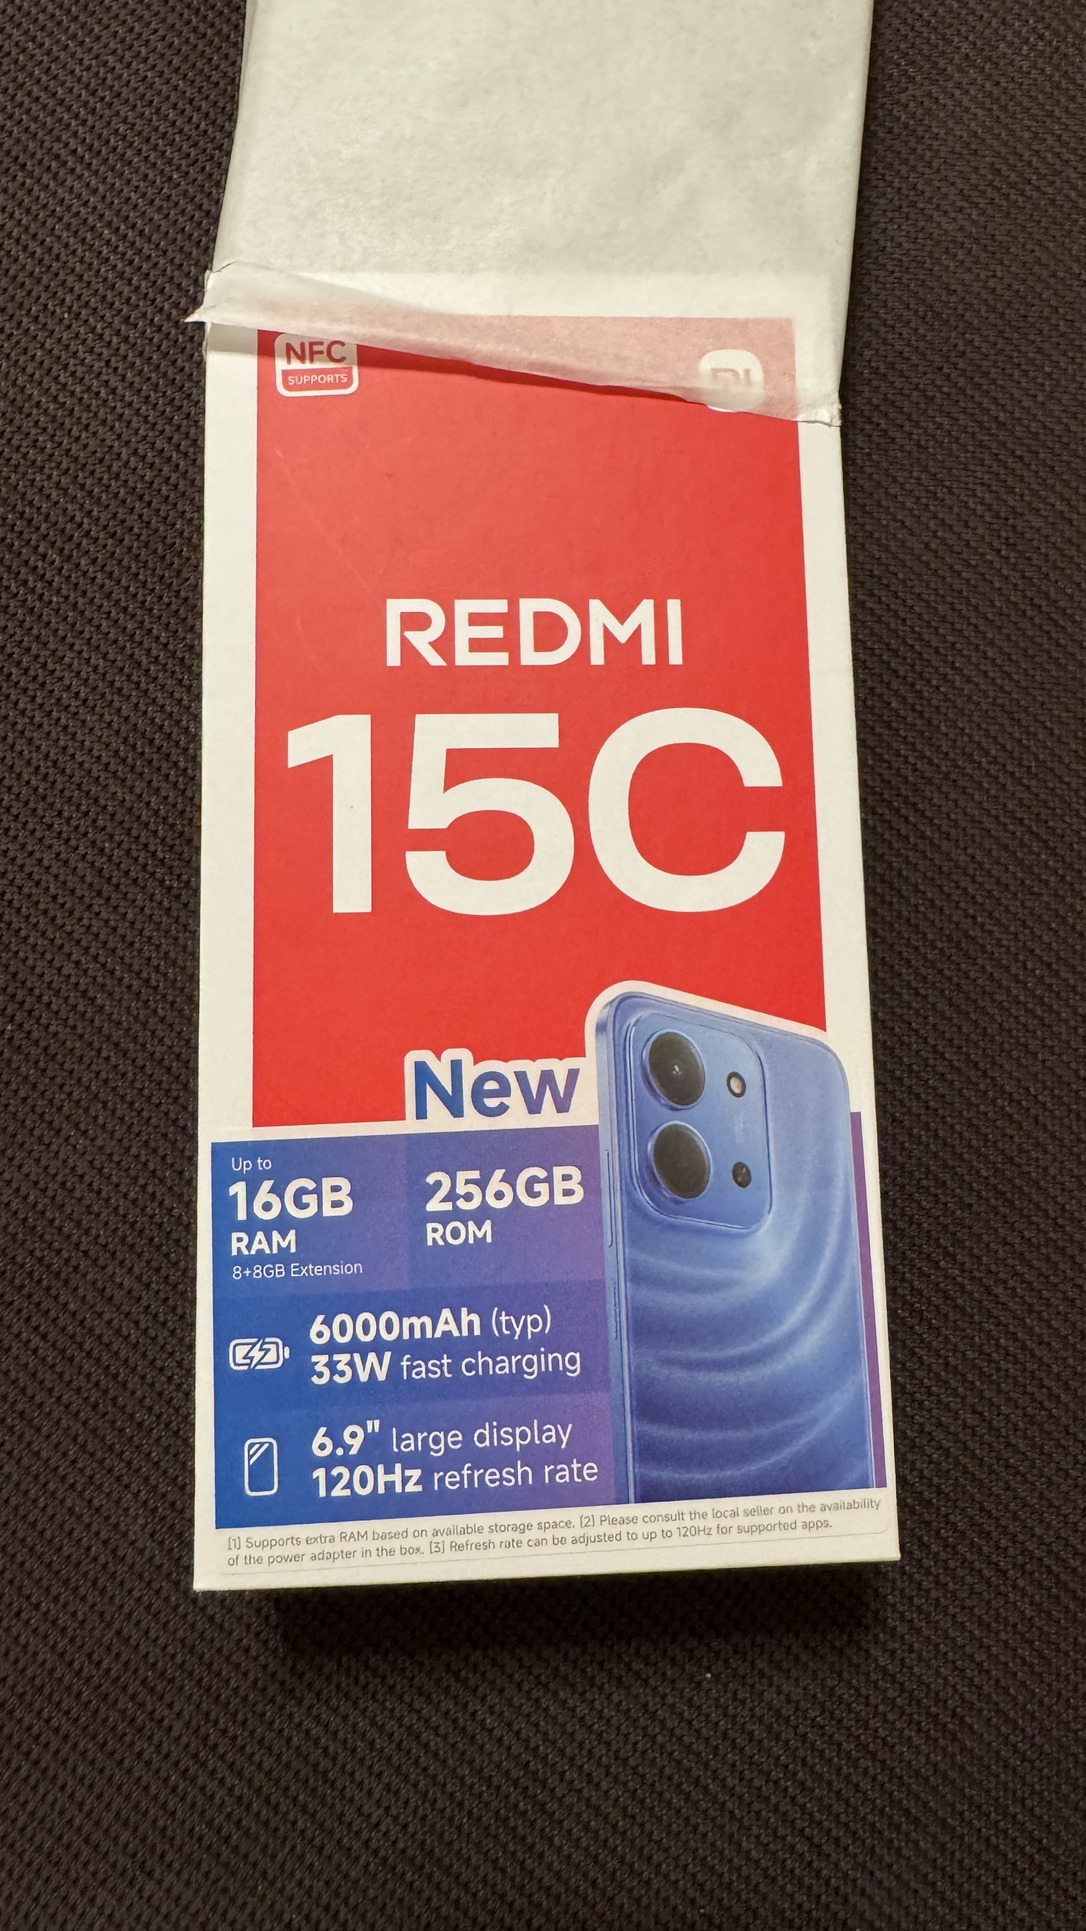 NFC
SUPPORTS
REDMI
15C
New
Up to
16GB
RAM
8+8GB Extension
256GB
ROM
6000mAh (typ)
33W fast charging
6.9" large display
120Hz refresh rate
[1] Supports extra RAM based on available storage space. [2] Please consult the local seller on the availability
of the power adapter in the box. [3] Refresh rate can be adjusted to up to 120Hz for supported apps.